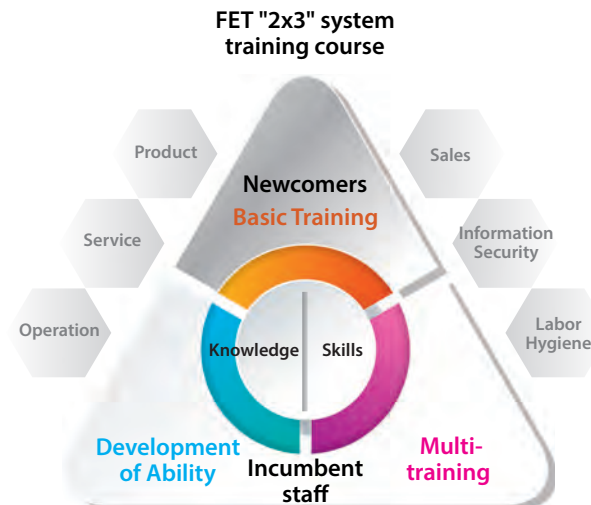 FET "2x3" system
training course
Product
Sales
Newcomers
Basic Training
Service
Information
Security
Operation
Knowledge
Skills
Labor
Hygiene
Development
of Ability
Incumbent
staff
Multi-
training